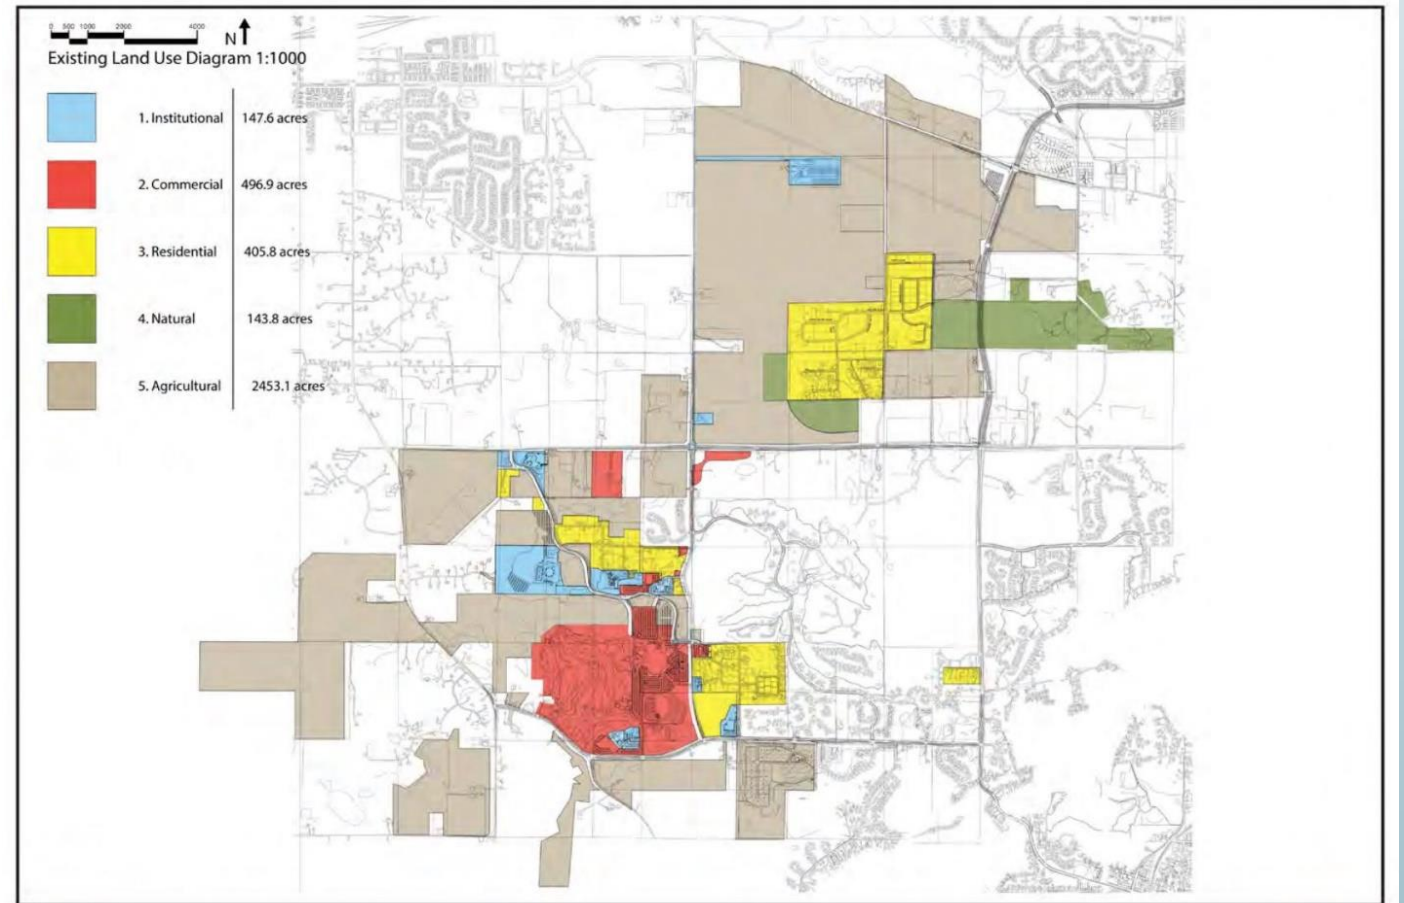 0 500 1000 2000 4000
N
Existing Land Use Diagram 1:1000
1. Institutional 147.6 acres
2. Commercial 496.9 acres
3. Residential 405.8 acres
4. Natural 143.8 acres
5. Agricultural 2453.1 acres